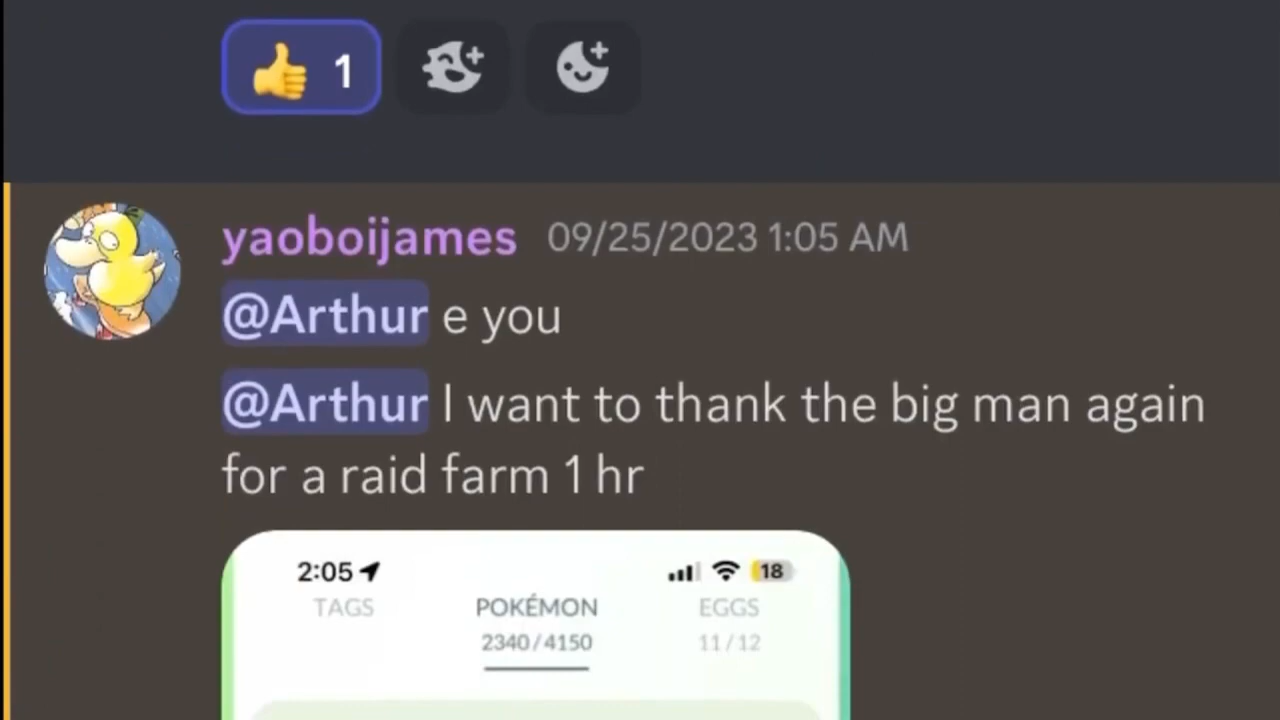 1
yaoboijames 09/25/2023 1:05 AM
@Arthur e you
@Arthur I want to thank the big man again
for a raid farm 1 hr
2:05 18
TAGS POKÉMON EGGS
2340/4150 11/12